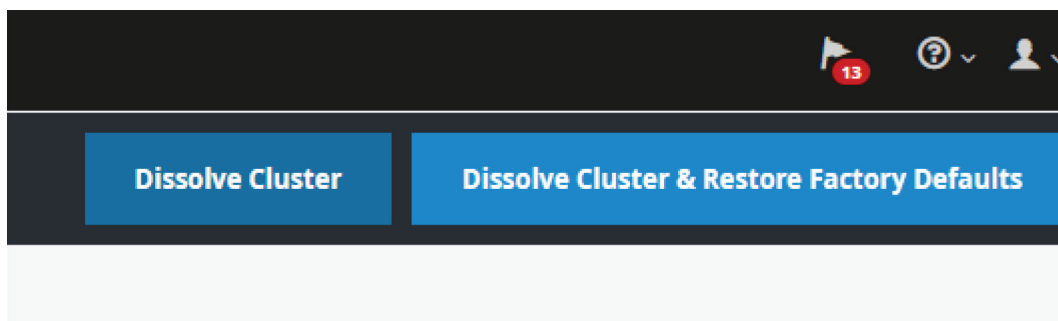 13
Dissolve Cluster
Dissolve Cluster & Restore Factory Defaults